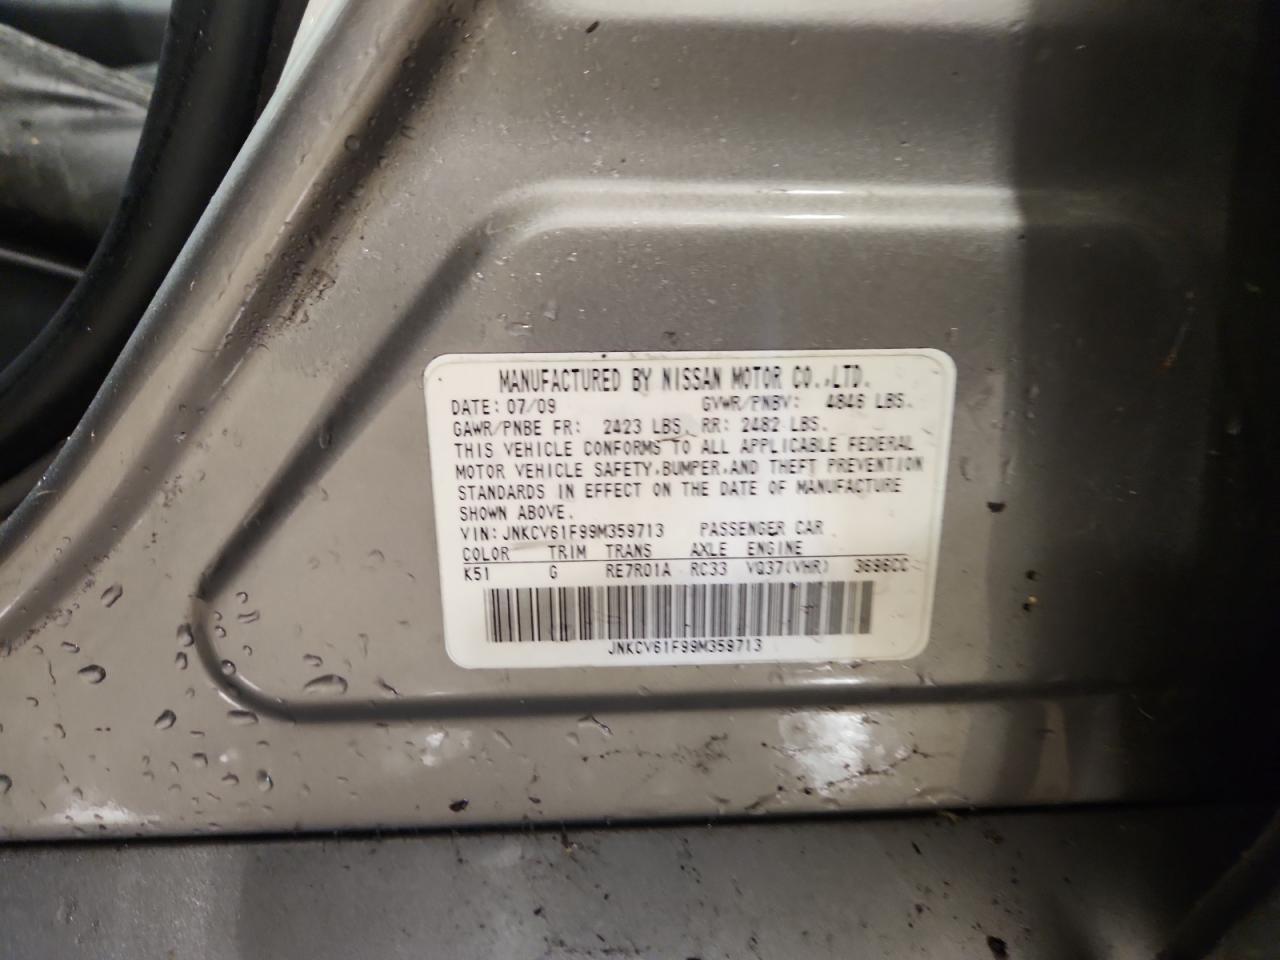 MANUFACTURED BY NISSAN MOTOR CO.,LTD.
DATE: 07/09 GVWR/PNBV: 4846 LBS.
GAWR/PNBE FR: 2423 LBS. RR: 2482 LBS.
THIS VEHICLE CONFORMS TO ALL APPLICABLE FEDERAL
MOTOR VEHICLE SAFETY,BUMPER,AND THEFT PREVENTION
STANDARDS IN EFFECT ON THE DATE OF MANUFACTURE
SHOWN ABOVE.
VIN: JNKCV61F99M359713 PASSENGER CAR
COLOR TRIM TRANS AXLE ENGINE
K51 G RE7R01A RC33 VQ37(VHR) 3696CC
JNKCV61F99M359713